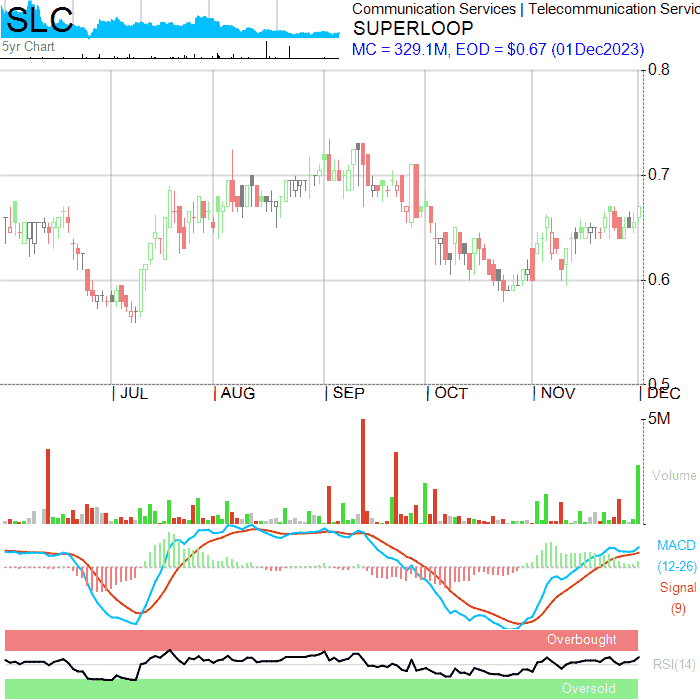 SLC
5yr Chart
Communication Services | Telecommunication Servic
SUPERLOOP
MC = 329.1M, EOD = $0.67 (01Dec2023)
0.8
0.7
0.6
0.5
| JUL | AUG | SEP | OCT | NOV | DEC
5M
Volume
MACD
(12-26)
Signal
(9)
Overbought
RSI(14)
Oversold